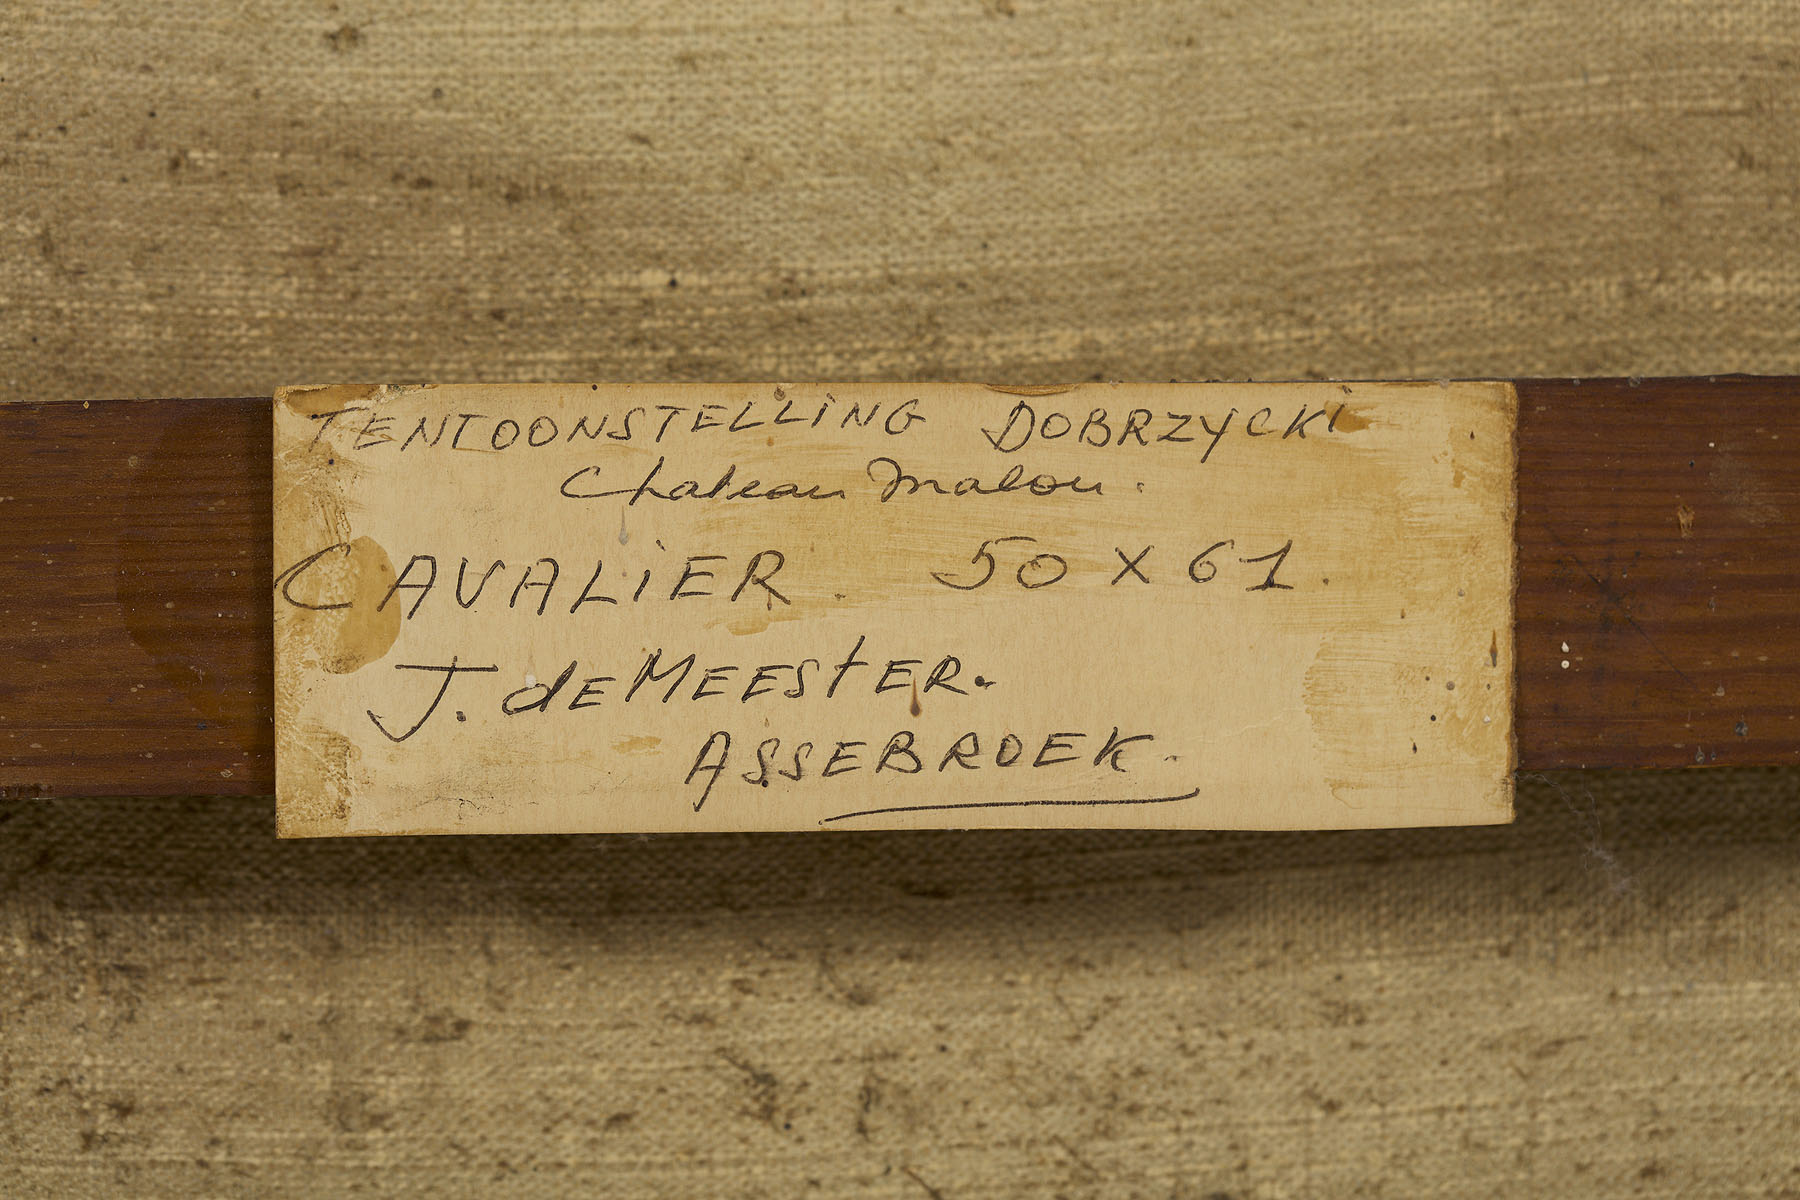 TENTOONSTELLING DOBRZYCKI
Chateau Malou.
CAVALiER. 50 X 61.
J. deMEESTER.
ASSEBROEK.